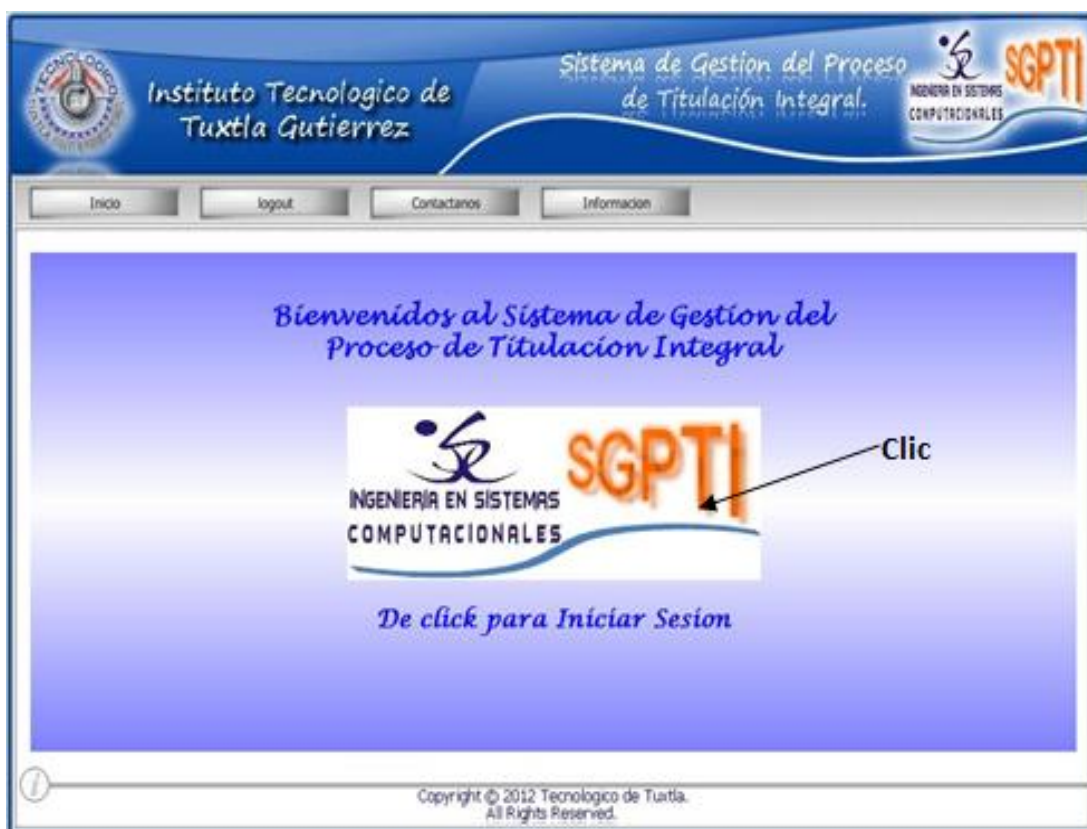 Instituto Tecnologico de
Tuxtla Gutierrez
Sistema de Gestion del Proceso
de Titulación Integral.
INGENIERIA EN SISTEMAS
COMPUTACIONALES
SGPTI
Inicio
logout
Contactanos
Informacion
Bienvenidos al Sistema de Gestion del
Proceso de Titulacion Integral
INGENIERÍA EN SISTEMAS
COMPUTACIONALES
SGPTI
Clic
De click para Iniciar Sesion
Copyright © 2012 Tecnologico de Tuxtla.
All Rights Reserved.